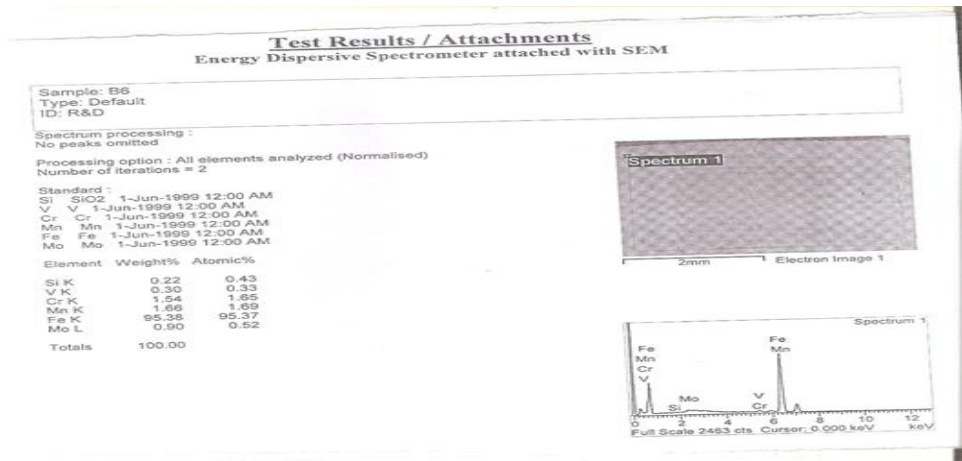 Test Results / Attachments
Energy Dispersive Spectrometer attached with SEM
Sample: B6
Type: Default
ID: R&D
Spectrum processing :
No peaks omitted
Processing option : All elements analyzed (Normalised)
Number of iterations = 2
Standard :
Si SiO2 1-Jun-1999 12:00 AM
V V 1-Jun-1999 12:00 AM
Cr Cr 1-Jun-1999 12:00 AM
Mn Mn 1-Jun-1999 12:00 AM
Fe Fe 1-Jun-1999 12:00 AM
Mo Mo 1-Jun-1999 12:00 AM
Element Weight% Atomic%
Si K 0.22 0.43
V K 0.30 0.33
Cr K 1.54 1.65
Mn K 1.66 1.69
Fe K 95.38 95.37
Mo L 0.90 0.52
Totals 100.00
Spectrum 1
2mm Electron Image 1
Spectrum 1
Fe
Mn
Cr
V
Si
Mo
V
Cr
Fe
Mn
0 2 4 6 8 10 12
Full Scale 2463 cts Cursor: 0.000 keV keV